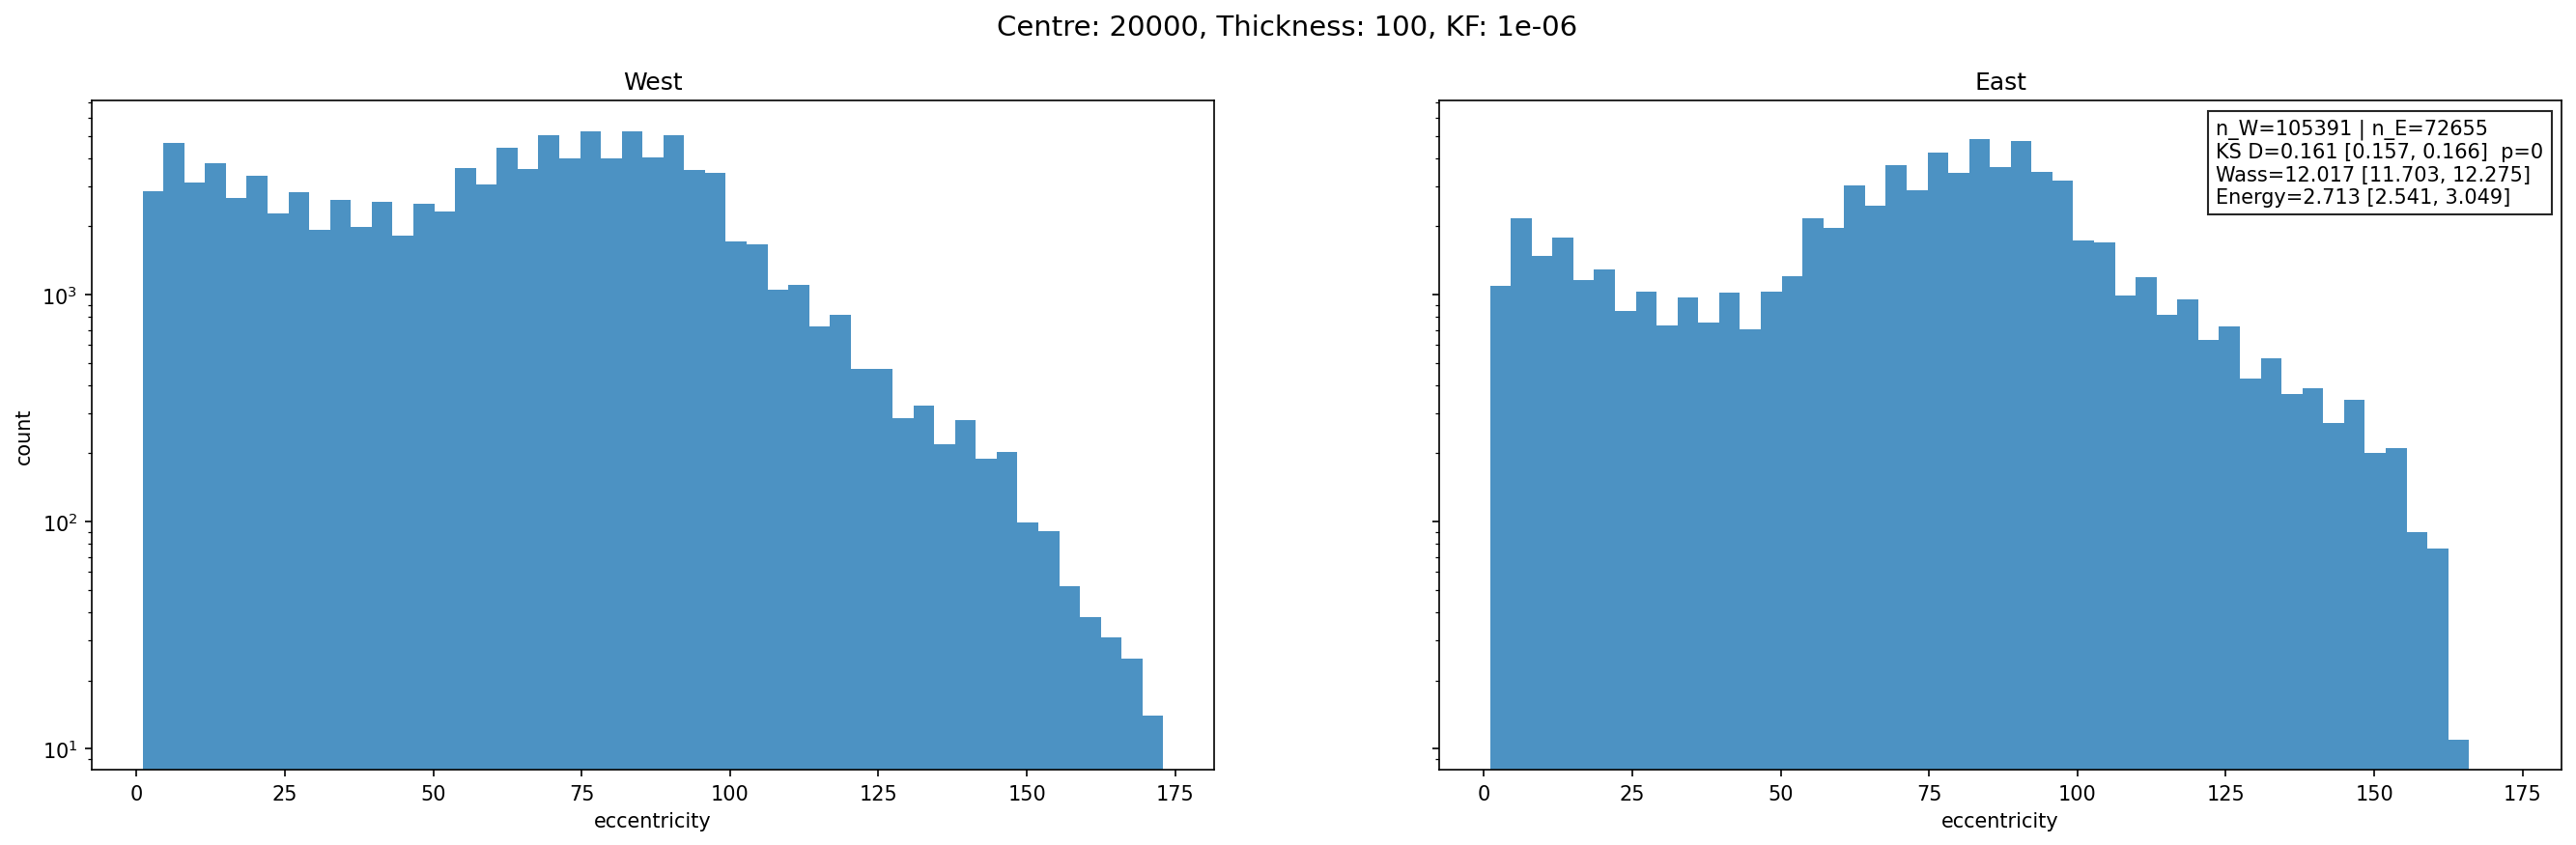 Centre: 20000, Thickness: 100, KF: 1e-06
West
East
n_W=105391 | n_E=72655
KS D=0.161 [0.157, 0.166]  p=0
Wass=12.017 [11.703, 12.275]
Energy=2.713 [2.541, 3.049]
10³
10²
10¹
count
0 25 50 75 100 125 150 175
0 25 50 75 100 125 150 175
eccentricity
eccentricity